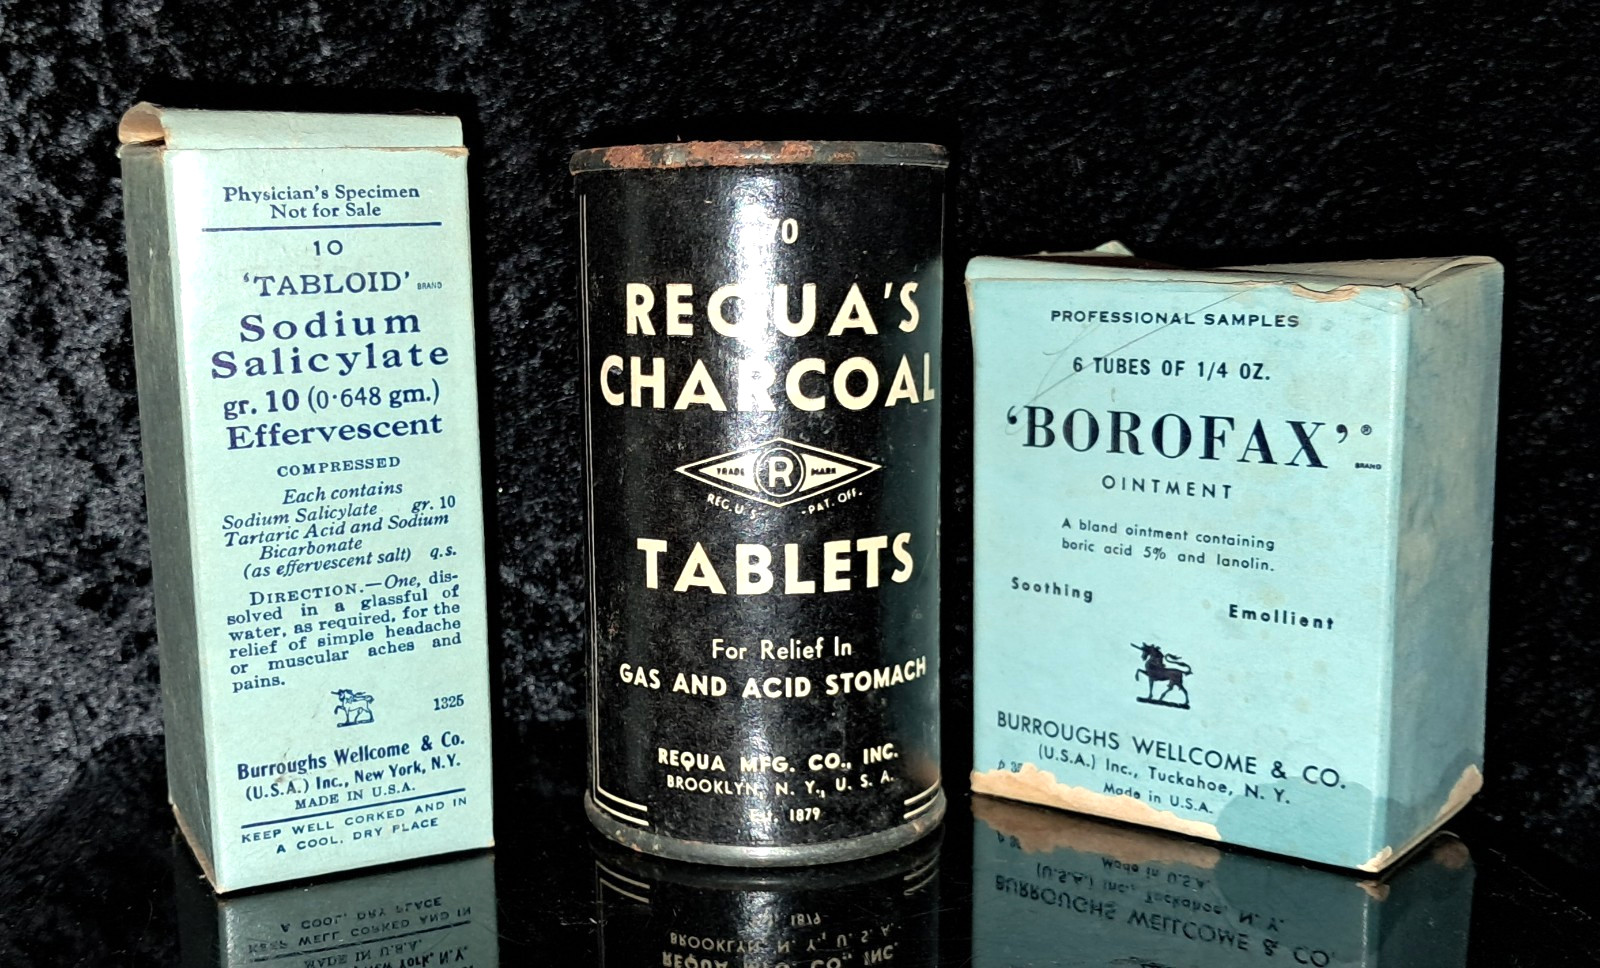 Physician's Specimen
Not for Sale
10
'TABLOID' BRAND
Sodium
Salicylate
gr. 10 (0·648 gm.)
Effervescent
COMPRESSED
Each contains
Sodium Salicylate gr. 10
Tartaric Acid and Sodium
Bicarbonate
(as effervescent salt) q.s.
DIRECTION.—One, dis-
solved in a glassful of
water, as required, for the
relief of simple headache
or muscular aches and
pains.
1325
Burroughs Wellcome & Co.
(U.S.A.) Inc., New York, N.Y.
MADE IN U.S.A.
KEEP WELL CORKED AND IN
A COOL, DRY PLACE
70
REQUA'S
CHARCOAL
TRADE R MARK
REG. U.S. -PAT. OFF.
TABLETS
For Relief In
GAS AND ACID STOMACH
REQUA MFG. CO., INC.
BROOKLYN, N. Y., U. S. A.
Est. 1879
PROFESSIONAL SAMPLES
6 TUBES OF 1/4 OZ.
'BOROFAX'® BRAND
OINTMENT
A bland ointment containing
boric acid 5% and lanolin.
Soothing
Emollient
BURROUGHS WELLCOME & CO.
(U.S.A.) Inc., Tuckahoe, N. Y.
Made in U.S.A.